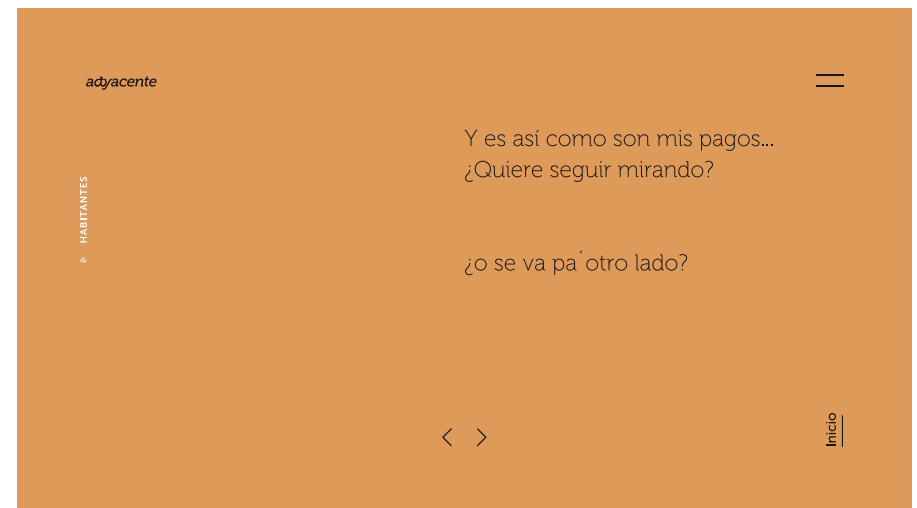 adyacente
Y es así como son mis pagos...
¿Quiere seguir mirando?
¿o se va pa´otro lado?
& HABITANTES
Inicio